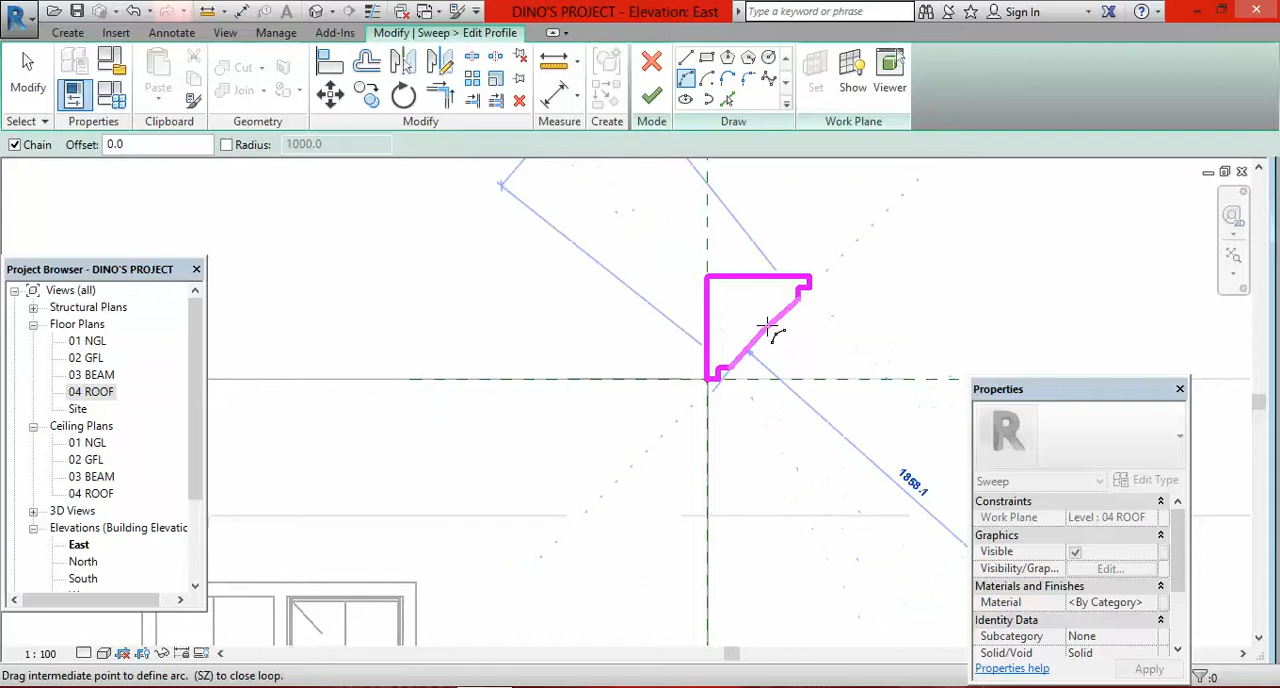 DINO'S PROJECT - Elevation: East
Type a keyword or phrase
Sign In
Create Insert Annotate View Manage Add-Ins Modify | Sweep > Edit Profile
Modify
Paste
Cut
Join
Create
Set Show Viewer
Select Properties Clipboard Geometry Modify Measure Create Mode Draw Work Plane
Chain Offset: 0.0 Radius: 1000.0
Project Browser - DINO'S PROJECT
Views (all)
Structural Plans
Floor Plans
01 NGL
02 GFL
03 BEAM
04 ROOF
Site
Ceiling Plans
01 NGL
02 GFL
03 BEAM
04 ROOF
3D Views
Elevations (Building Elevatic
East
North
South
1858.1
2D
Properties
R
Sweep Edit Type
Constraints
Work Plane Level : 04 ROOF
Graphics
Visible
Visibility/Grap... Edit...
Materials and Finishes
Material <By Category>
Identity Data
Subcategory None
Solid/Void Solid
Properties help Apply
1 : 100
Drag intermediate point to define arc. (SZ) to close loop.
:0